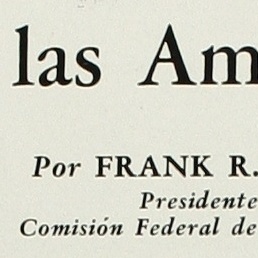 las Am
Por FRANK R.
Presidente
Comisión Federal de